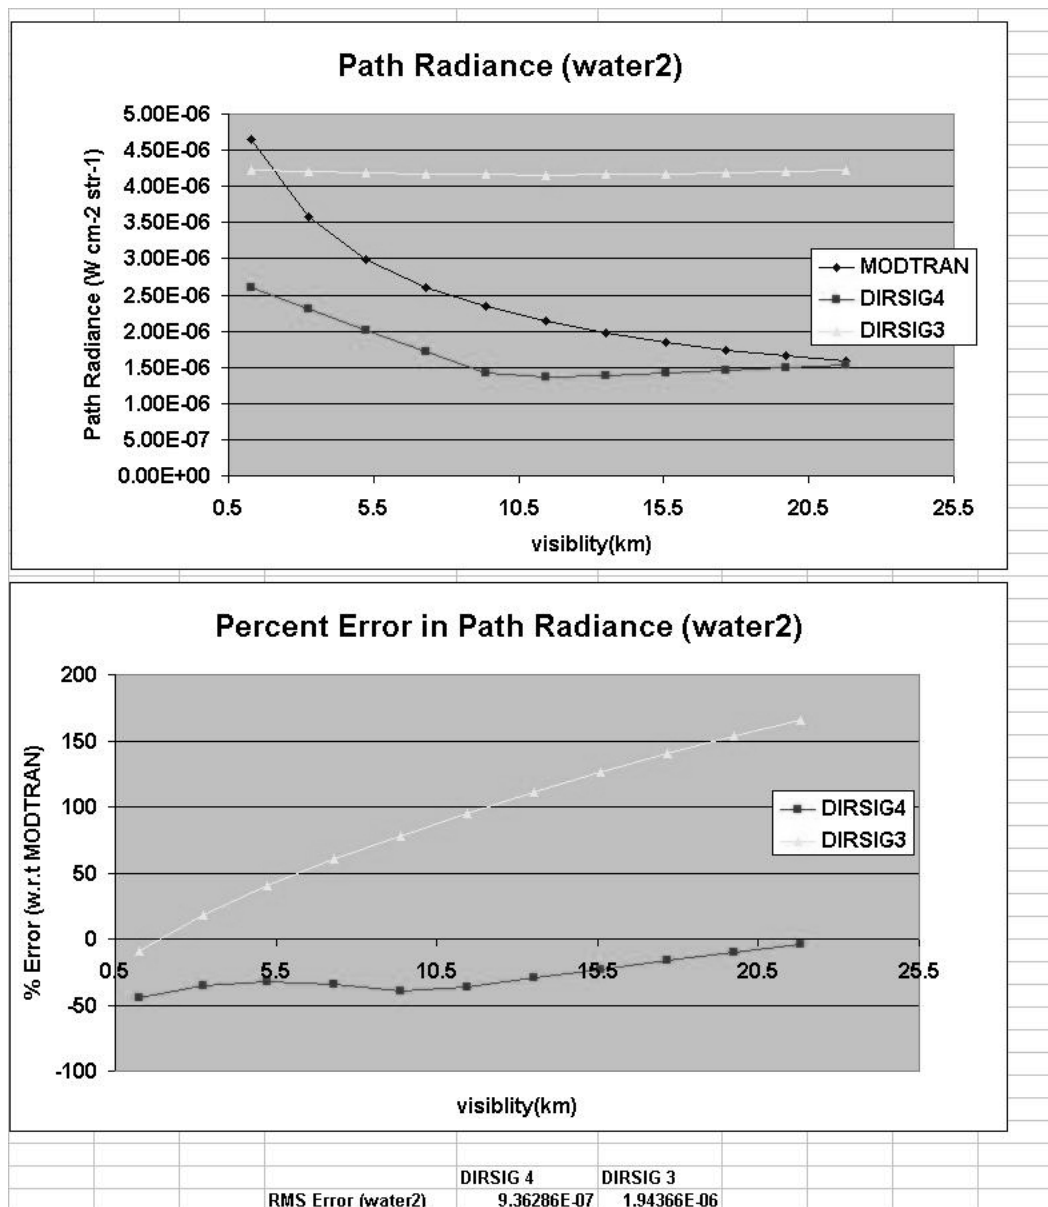 Path Radiance (water2)
Path Radiance (W cm-2 str-1)
5.00E-06
4.50E-06
4.00E-06
3.50E-06
3.00E-06
2.50E-06
2.00E-06
1.50E-06
1.00E-06
5.00E-07
0.00E+00
0.5 5.5 10.5 15.5 20.5 25.5
visiblity(km)
MODTRAN
DIRSIG4
DIRSIG3
Percent Error in Path Radiance (water2)
% Error (w.r.t MODTRAN)
200
150
100
50
0
-50
-100
0.5 5.5 10.5 15.5 20.5 25.5
visiblity(km)
DIRSIG4
DIRSIG3
DIRSIG 4 DIRSIG 3
RMS Error (water2) 9.36286E-07 1.94366E-06